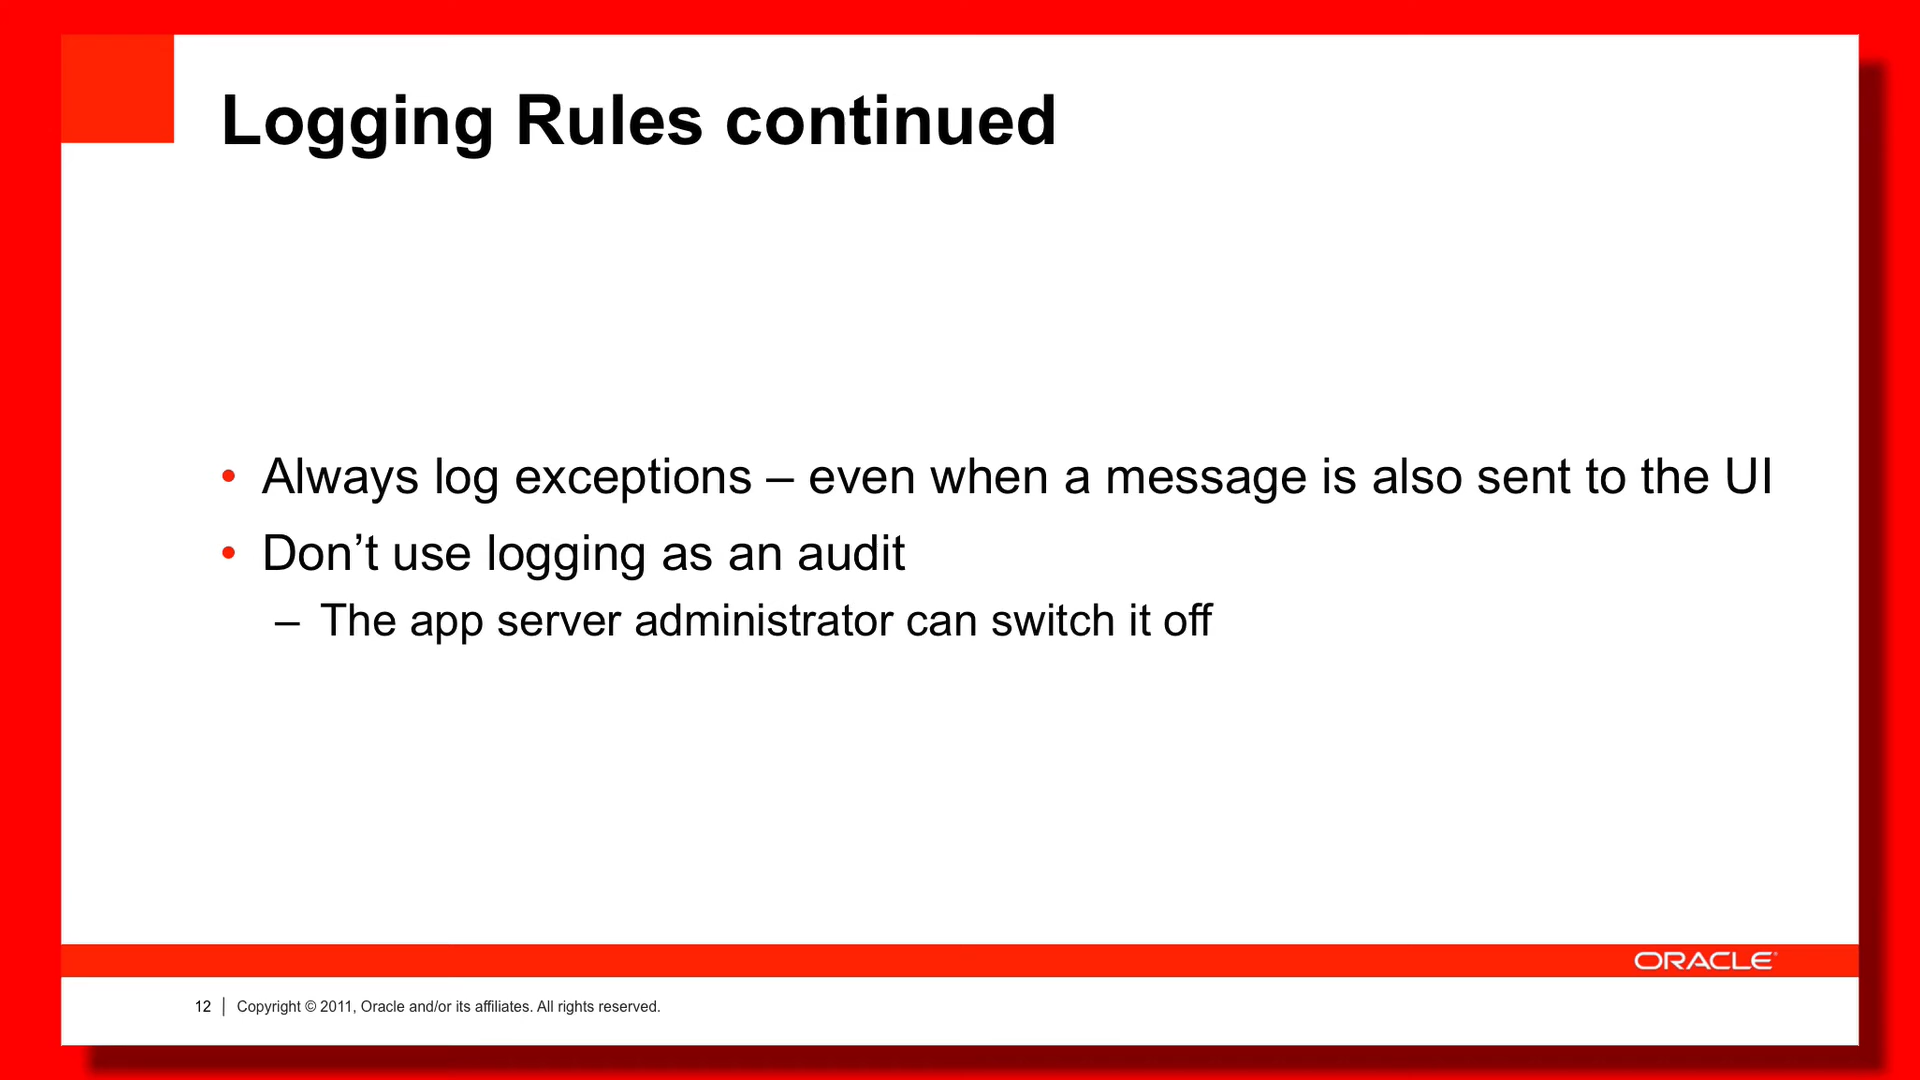 Logging Rules continued
• Always log exceptions – even when a message is also sent to the UI
• Don’t use logging as an audit
– The app server administrator can switch it off
ORACLE
12 | Copyright © 2011, Oracle and/or its affiliates. All rights reserved.